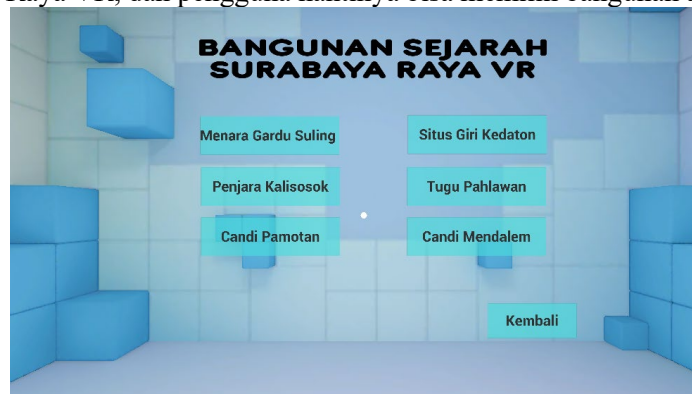 BANGUNAN SEJARAH
SURABAYA RAYA VR
Menara Gardu Suling
Situs Giri Kedaton
Penjara Kalisosok
Tugu Pahlawan
Candi Pamotan
Candi Mendalem
Kembali